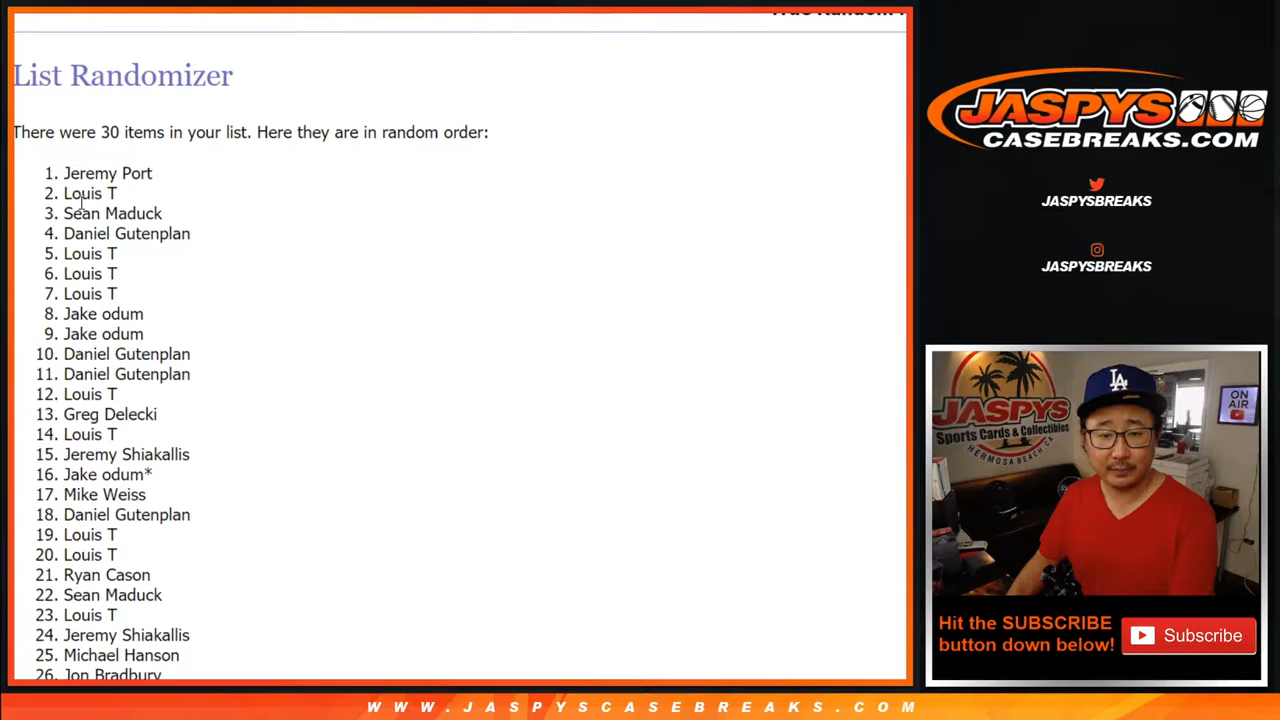 List Randomizer
There were 30 items in your list. Here they are in random order:
1. Jeremy Port
2. Louis T
3. Sean Maduck
4. Daniel Gutenplan
5. Louis T
6. Louis T
7. Louis T
8. Jake odum
9. Jake odum
10. Daniel Gutenplan
11. Daniel Gutenplan
12. Louis T
13. Greg Delecki
14. Louis T
15. Jeremy Shiakallis
16. Jake odum*
17. Mike Weiss
18. Daniel Gutenplan
19. Louis T
20. Louis T
21. Ryan Cason
22. Sean Maduck
23. Louis T
24. Jeremy Shiakallis
25. Michael Hanson
26. Jon Bradbury
JASPYS
CASEBREAKS.COM
JASPYSBREAKS
JASPYSBREAKS
JASPYS
Sports Cards & Collectibles
HERMOSA BEACH CA
LA
ON
AIR
Hit the SUBSCRIBE
button down below!
Subscribe
WWW.JASPYSCASEBREAKS.COM